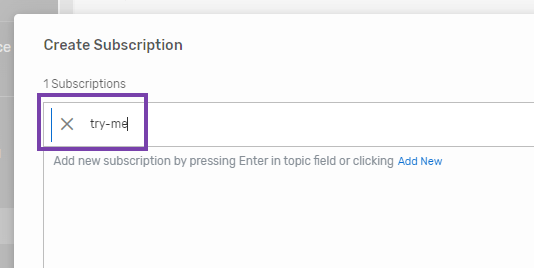 ce
Create Subscription
1 Subscriptions
try-me
Add new subscription by pressing Enter in topic field or clicking Add New